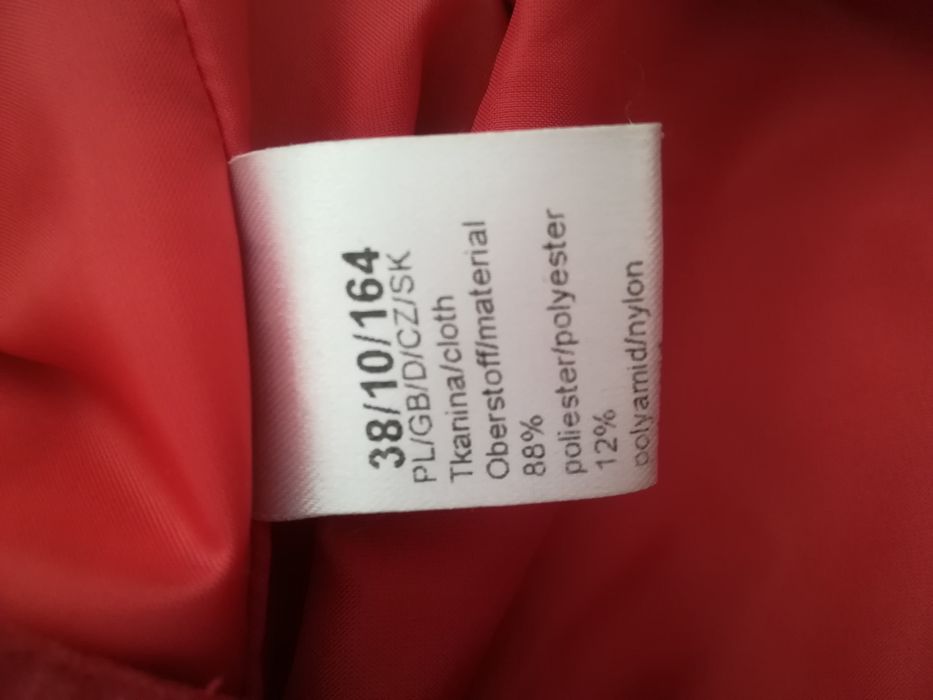 38/10/164
PL/GB/D/CZ/SK
Tkanina/cloth
Oberstoff/material
88%
poliester/polyester
12%
polyamid/nylon